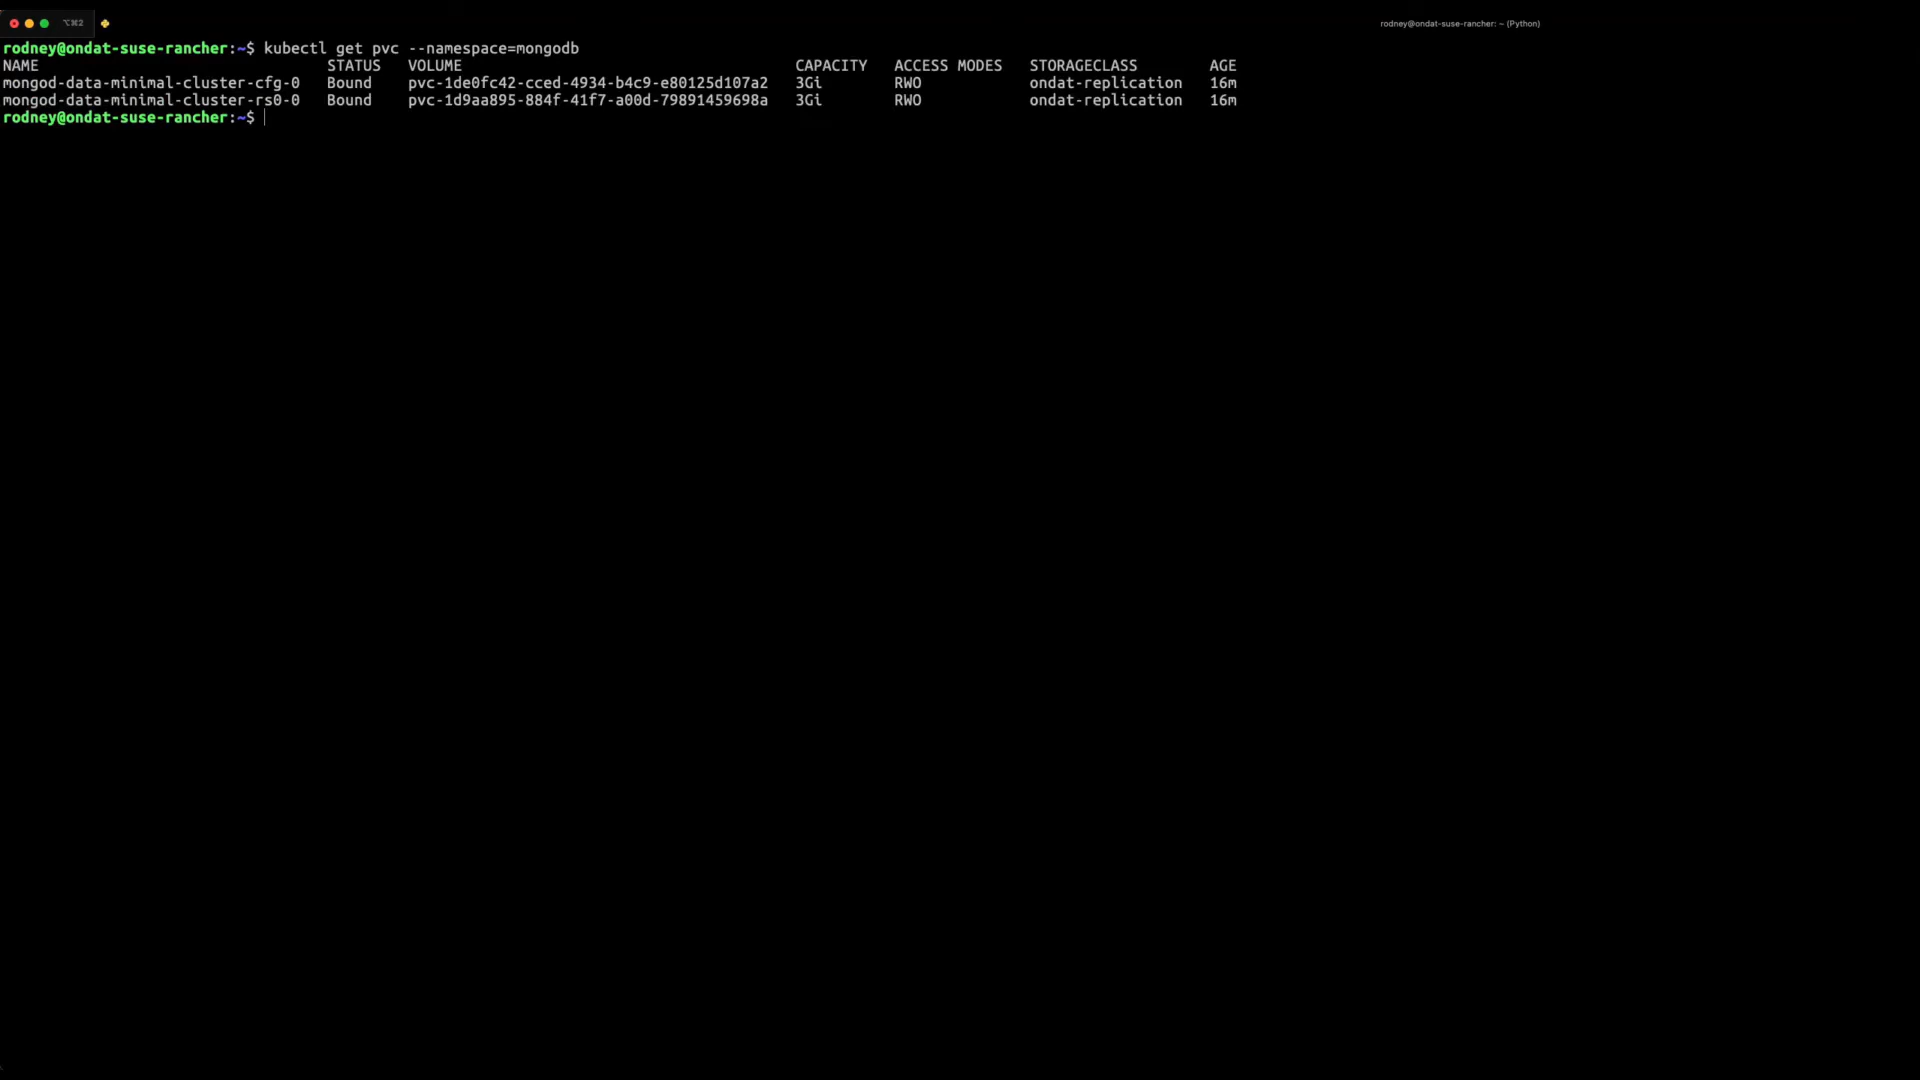 ⌥⌘2
rodney@ondat-suse-rancher: ~ (Python)
rodney@ondat-suse-rancher:~$ kubectl get pvc --namespace=mongodb
NAME STATUS VOLUME CAPACITY ACCESS MODES STORAGECLASS AGE
mongod-data-minimal-cluster-cfg-0 Bound pvc-1de0fc42-cced-4934-b4c9-e80125d107a2 3Gi RWO ondat-replication 16m
mongod-data-minimal-cluster-rs0-0 Bound pvc-1d9aa895-884f-41f7-a00d-79891459698a 3Gi RWO ondat-replication 16m
rodney@ondat-suse-rancher:~$